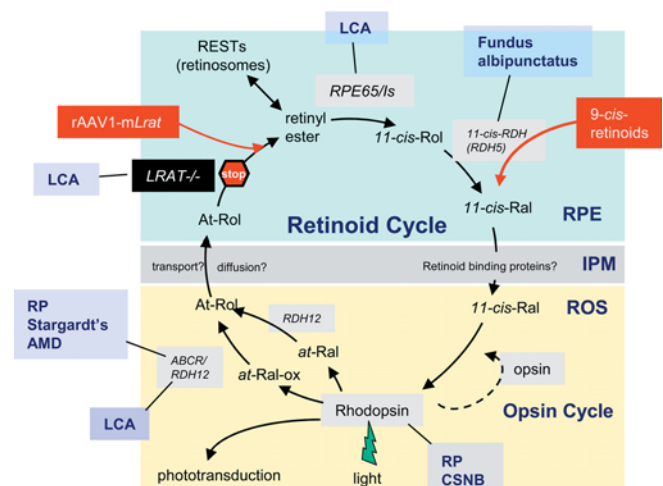 LCA
Fundus
albipunctatus
RESTs
(retinosomes)
RPE65/Is
rAAV1-mLrat
retinyl
ester
11-cis-Rol
11-cis-RDH
(RDH5)
9-cis-
retinoids
LCA
LRAT-/-
stop
At-Rol
11-cis-Ral
Retinoid Cycle
RPE
transport?
diffusion?
Retinoid binding proteins?
IPM
RP
Stargardt's
AMD
At-Rol
RDH12
11-cis-Ral
ROS
ABCR/
RDH12
at-Ral
at-Ral-ox
opsin
LCA
Rhodopsin
Opsin Cycle
phototransduction
light
RP
CSNB